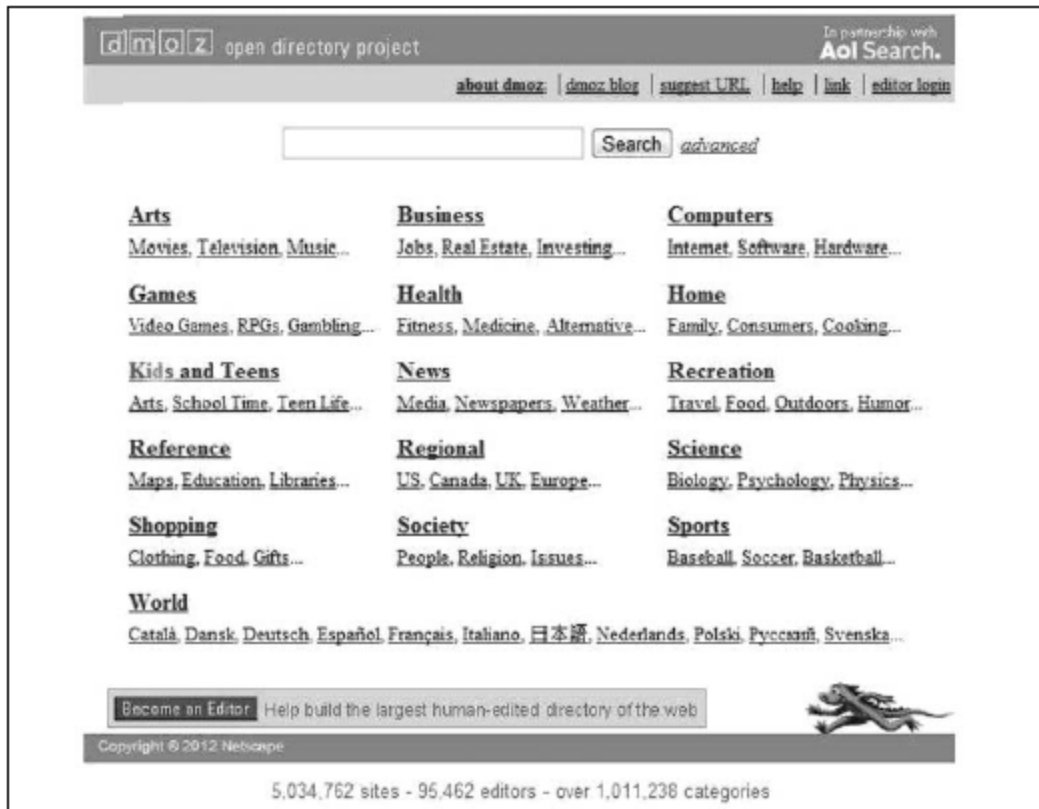 dmoz open directory project
In partnership with
Aol Search.
about dmoz | dmoz blog | suggest URL | help | link | editor login
Search advanced
Arts
Movies, Television, Music...
Business
Jobs, Real Estate, Investing...
Computers
Internet, Software, Hardware...
Games
Video Games, RPGs, Gambling...
Health
Fitness, Medicine, Alternative...
Home
Family, Consumers, Cooking...
Kids and Teens
Arts, School Time, Teen Life...
News
Media, Newspapers, Weather...
Recreation
Travel, Food, Outdoors, Humor...
Reference
Maps, Education, Libraries...
Regional
US, Canada, UK, Europe...
Science
Biology, Psychology, Physics...
Shopping
Clothing, Food, Gifts...
Society
People, Religion, Issues...
Sports
Baseball, Soccer, Basketball...
World
Català, Dansk, Deutsch, Español, Français, Italiano, 日本語, Nederlands, Polski, Русский, Svenska...
Become an Editor Help build the largest human-edited directory of the web
Copyright © 2012 Netscape
5,034,762 sites - 95,462 editors - over 1,011,238 categories